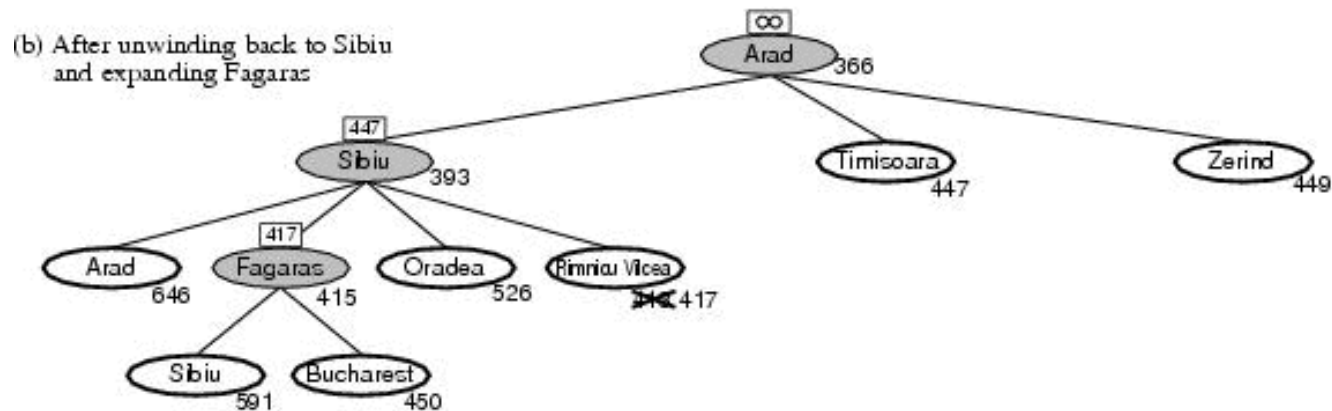 (b) After unwinding back to Sibiu
and expanding Fagaras
∞
Arad
366
447
Sibiu
393
Timisoara
447
Zerind
449
Arad
646
417
Fagaras
415
Oradea
526
Rimnicu Vilcea
417
Sibiu
591
Bucharest
450